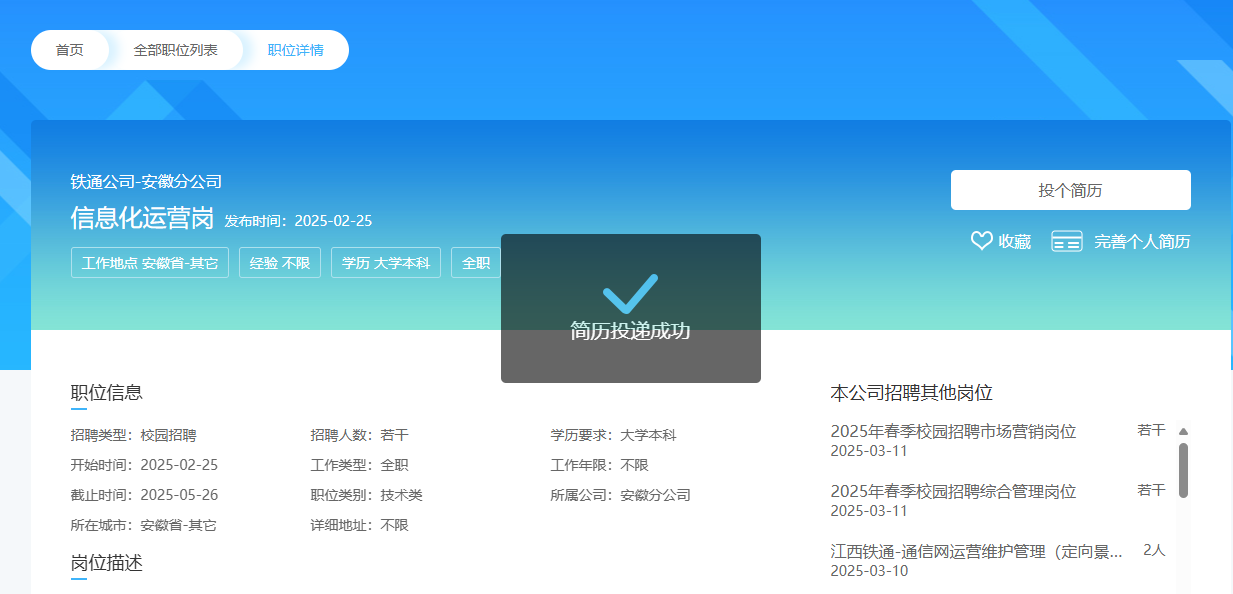 首页 全部职位列表 职位详情
铁通公司-安徽分公司
信息化运营岗 发布时间：2025-02-25
工作地点 安徽省-其它 经验 不限 学历 大学本科 全职
投个简历
收藏 完善个人简历
简历投递成功
职位信息
招聘类型：校园招聘 招聘人数：若干 学历要求：大学本科
开始时间：2025-02-25 工作类型：全职 工作年限：不限
截止时间：2025-05-26 职位类别：技术类 所属公司：安徽分公司
所在城市：安徽省-其它 详细地址：不限
岗位描述
本公司招聘其他岗位
2025年春季校园招聘市场营销岗位 若干
2025-03-11
2025年春季校园招聘综合管理岗位 若干
2025-03-11
江西铁通-通信网运营维护管理（定向景... 2人
2025-03-10